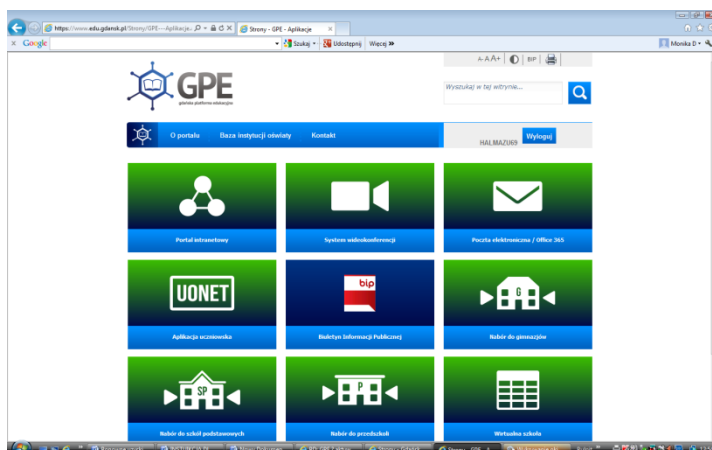 https://www.edu.gdansk.pl/Strony/GPE---Aplikacje.
Strony - GPE - Aplikacje
Google
Szukaj
Udostępnij
Więcej »
Monika D
A- A A+
BIP
GPE
gdańska platforma edukacyjna
Wyszukaj w tej witrynie...
O portalu
Baza instytucji oświaty
Kontakt
HALMAZUG9
Wyloguj
Portal intranetowy
System wideokonferencji
Poczta elektroniczna / Office 365
UONET
bip
G
Aplikacja uczniowska
Biuletyn Informacji Publicznej
Nabór do gimnazjów
SP
P
Nabór do szkół podstawowych
Nabór do przedszkoli
Wirtualna szkoła